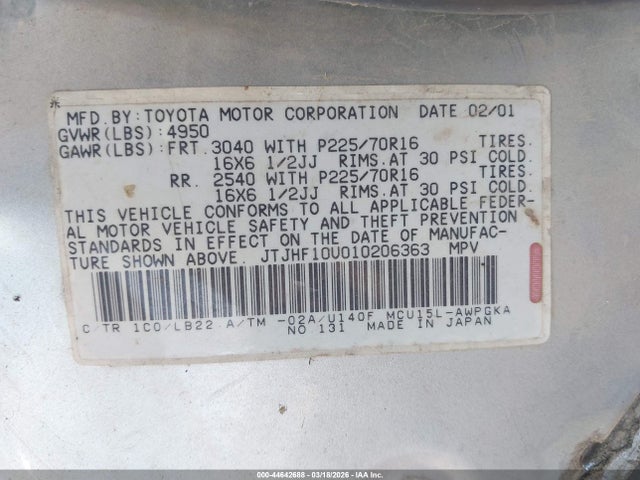 MFD. BY: TOYOTA MOTOR CORPORATION DATE 02/01
GVWR(LBS): 4950
GAWR(LBS): FRT. 3040 WITH P225/70R16 TIRES.
16X6 1/2JJ RIMS. AT 30 PSI COLD.
RR. 2540 WITH P225/70R16 TIRES.
16X6 1/2JJ RIMS. AT 30 PSI COLD.
THIS VEHICLE CONFORMS TO ALL APPLICABLE FEDER-
AL MOTOR VEHICLE SAFETY AND THEFT PREVENTION
STANDARDS IN EFFECT ON THE DATE OF MANUFAC-
TURE SHOWN ABOVE. JTJHF10U010206363 MPV
C/TR 1C0/LB22 A/TM -02A/U140F MCU15L-AWPGKA
NO 131 MADE IN JAPAN
000-44642688 - 03/18/2026 - IAA Inc.